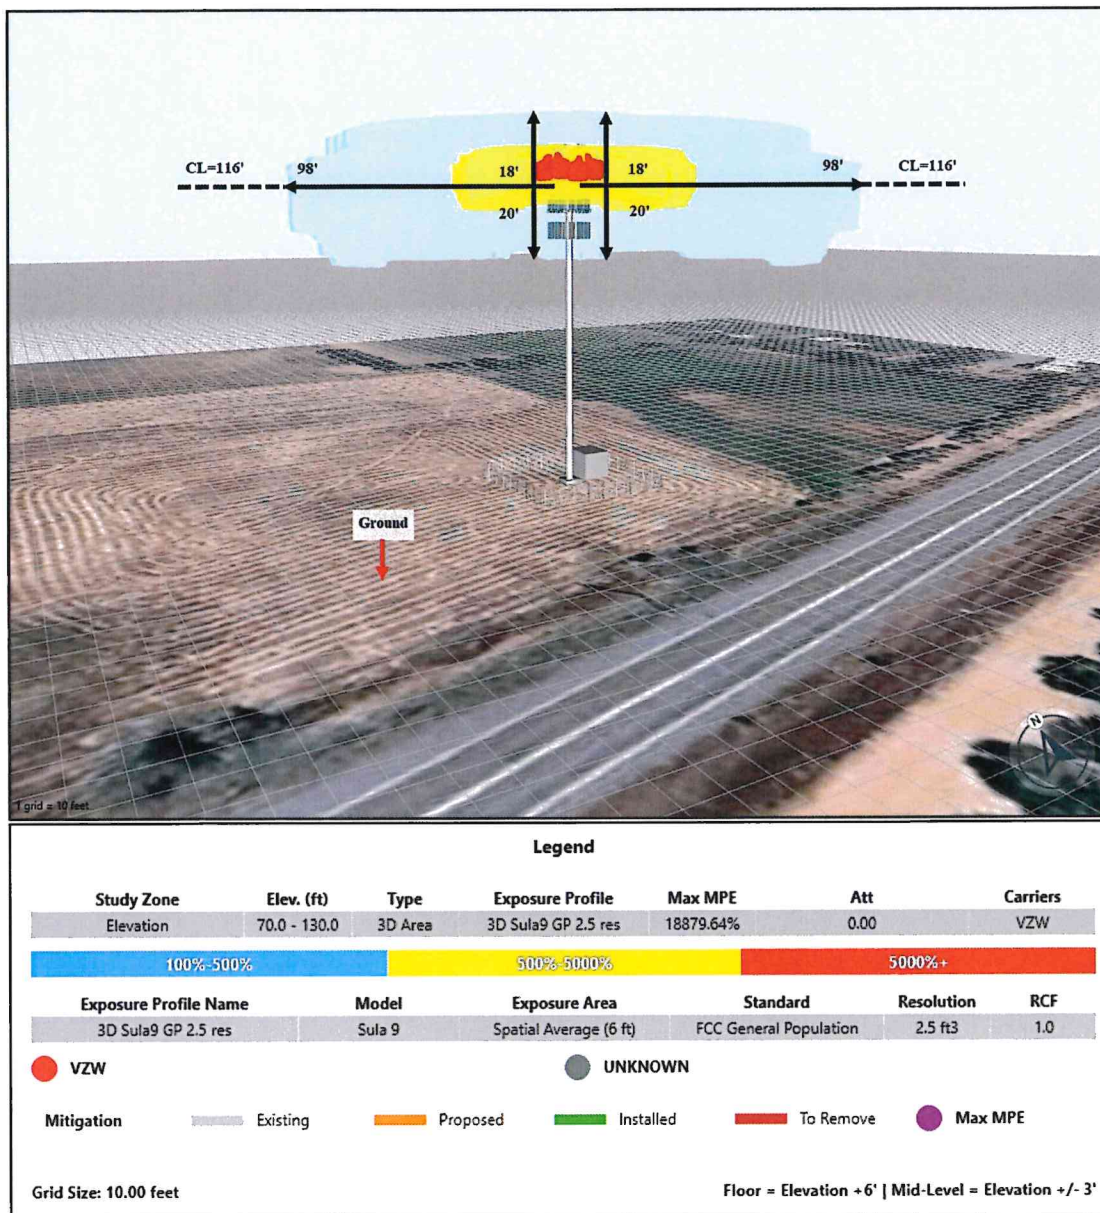 CL=116' 98' 18' 18' 98' CL=116'
20' 20'
Ground
N
1 grid = 10 feet
Legend
Study Zone Elev. (ft) Type Exposure Profile Max MPE Att Carriers
Elevation 70.0 - 130.0 3D Area 3D Sula9 GP 2.5 res 18879.64% 0.00 VZW
100%-500% 500%-5000% 5000%+
Exposure Profile Name Model Exposure Area Standard Resolution RCF
3D Sula9 GP 2.5 res Sula 9 Spatial Average (6 ft) FCC General Population 2.5 ft3 1.0
VZW UNKNOWN
Mitigation Existing Proposed Installed To Remove Max MPE
Grid Size: 10.00 feet Floor = Elevation +6' | Mid-Level = Elevation +/- 3'